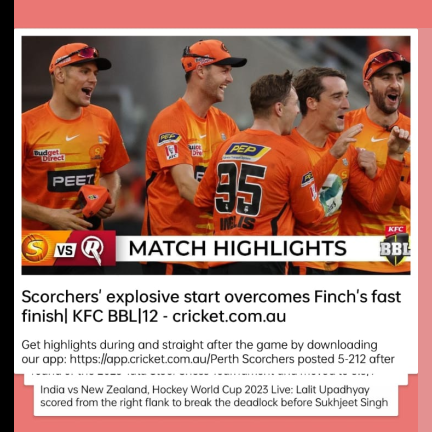 Budget
Direct
PEET
PEP
PEP
95
INGLIS
VS
MATCH HIGHLIGHTS
KFC
BBL
Scorchers' explosive start overcomes Finch's fast
finish| KFC BBL|12 - cricket.com.au
Get highlights during and straight after the game by downloading
our app: https://app.cricket.com.au/Perth Scorchers posted 5-212 after
India vs New Zealand, Hockey World Cup 2023 Live: Lalit Upadhyay
scored from the right flank to break the deadlock before Sukhjeet Singh